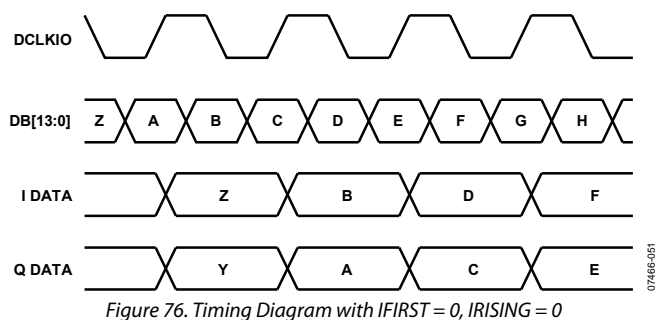 DCLKIO
DB[13:0] Z A B C D E F G H
I DATA Z B D F
Q DATA Y A C E
07466-051
Figure 76. Timing Diagram with IFIRST = 0, IRISING = 0